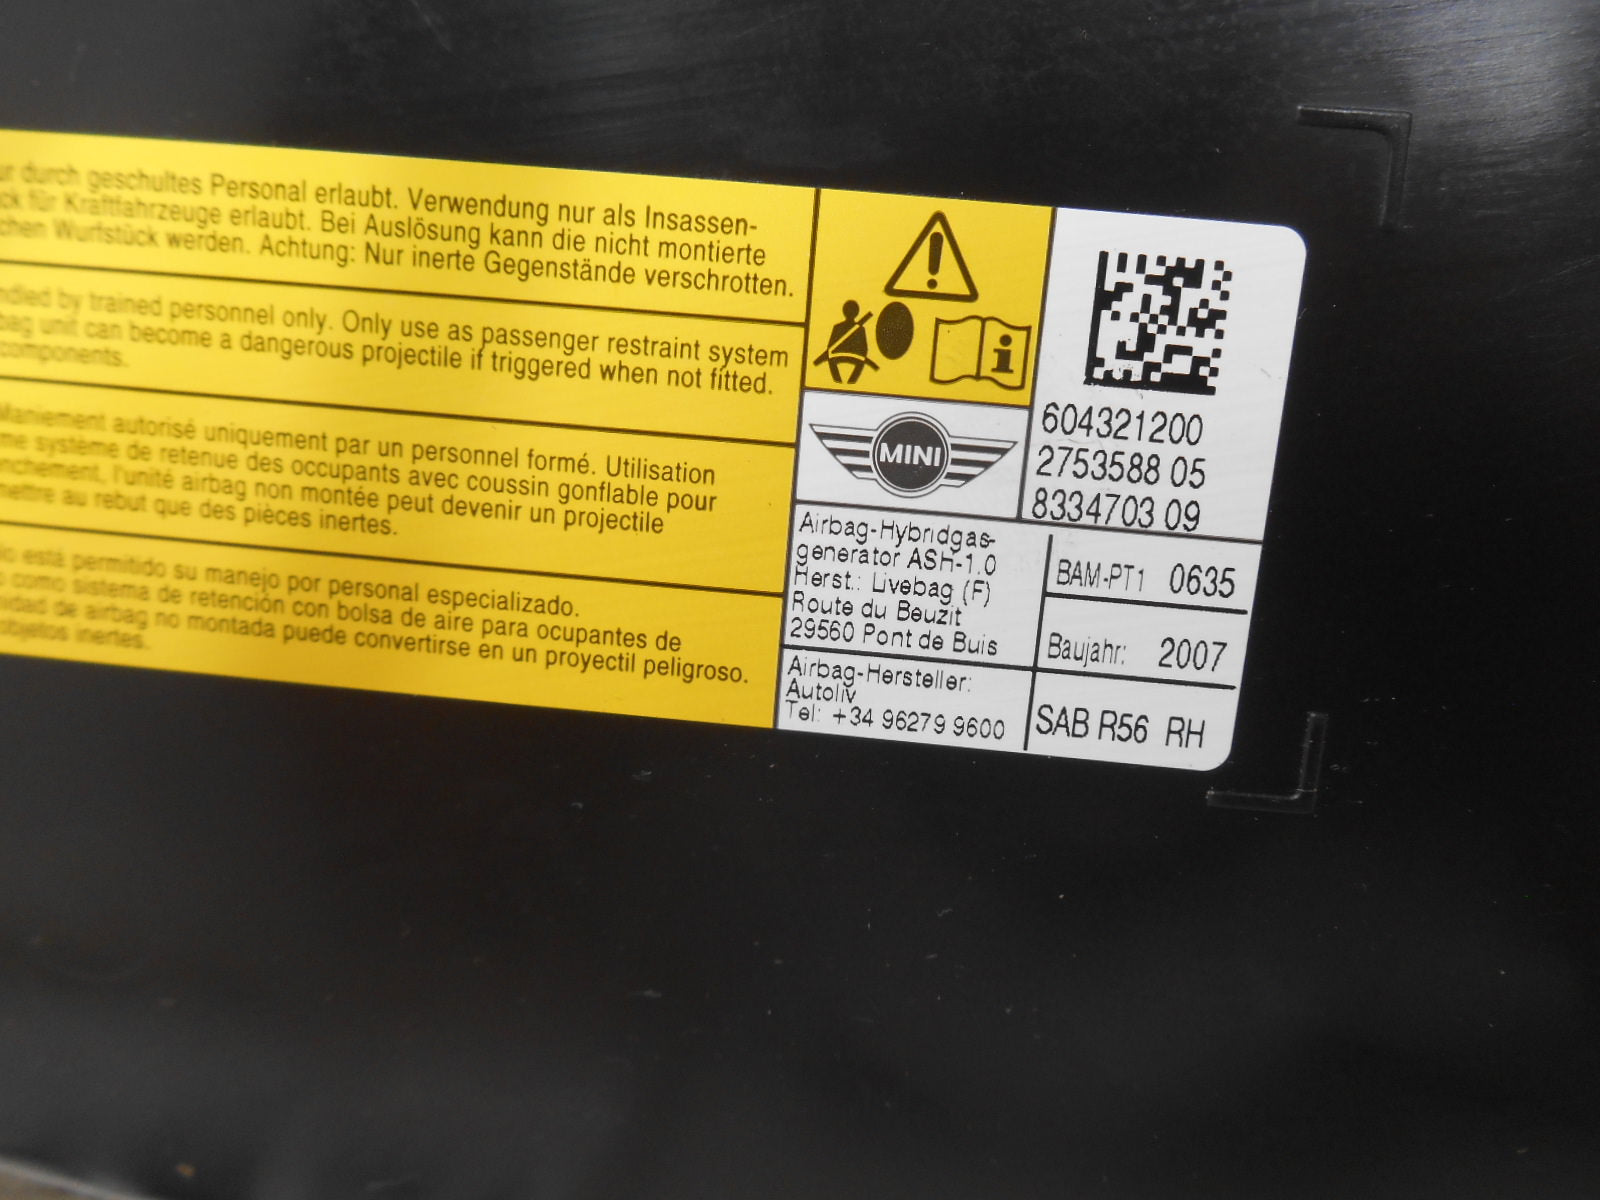 durch geschultes Personal erlaubt. Verwendung nur als Insassen-
für Kraftfahrzeuge erlaubt. Bei Auslösung kann die nicht montierte
Wurfstück werden. Achtung: Nur inerte Gegenstände verschrotten.
by trained personnel only. Only use as passenger restraint system
unit can become a dangerous projectile if triggered when not fitted.
components.
Maniement autorisé uniquement par un personnel formé. Utilisation
système de retenue des occupants avec coussin gonflable pour
l'unité airbag non montée peut devenir un projectile
mettre au rebut que des pièces inertes.
está permitido su manejo por personal especializado.
como sistema de retención con bolsa de aire para ocupantes de
de airbag no montada puede convertirse en un proyectil peligroso.
objetos inertes.
MINI
604321200
2753588 05
8334703 09
Airbag-Hybridgas-
generator ASH-1.0
Herst.: Livebag (F)
Route du Beuzit
29560 Pont de Buis
BAM-PT1 0635
Baujahr: 2007
Airbag-Hersteller:
Autoliv
Tel: +34 96279 9600
SAB R56 RH